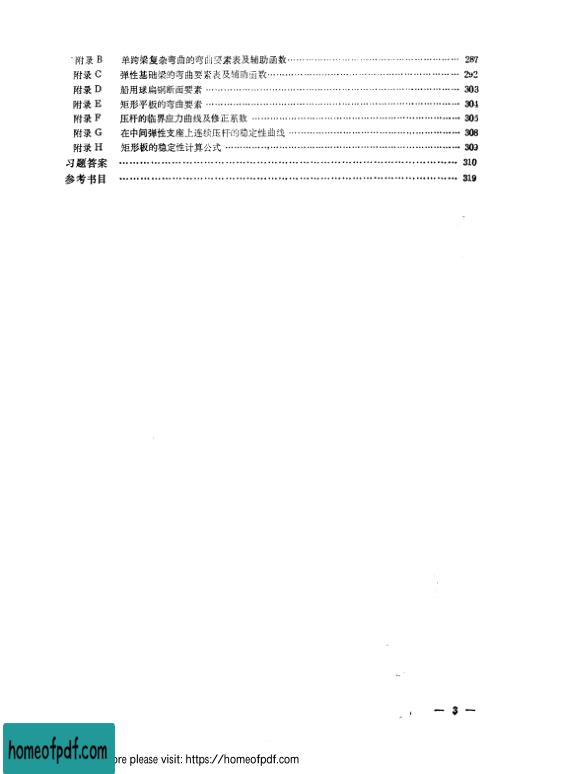 附录 B 单跨梁复杂弯曲的弯曲要素表及辅助函数 …… 287
附录 C 弹性基础梁的弯曲要素表及辅助函数 …… 292
附录 D 船用球扁钢断面要素 …… 303
附录 E 矩形平板的弯曲要素 …… 304
附录 F 压杆的临界应力曲线及修正系数 …… 305
附录 G 在中间弹性支座上连续压杆的稳定性曲线 …… 308
附录 H 矩形板的稳定性计算公式 …… 309
习题答案 …… 310
参考书目 …… 319
— 3 —
homeofpdf.com
ore please visit: https://homeofpdf.com